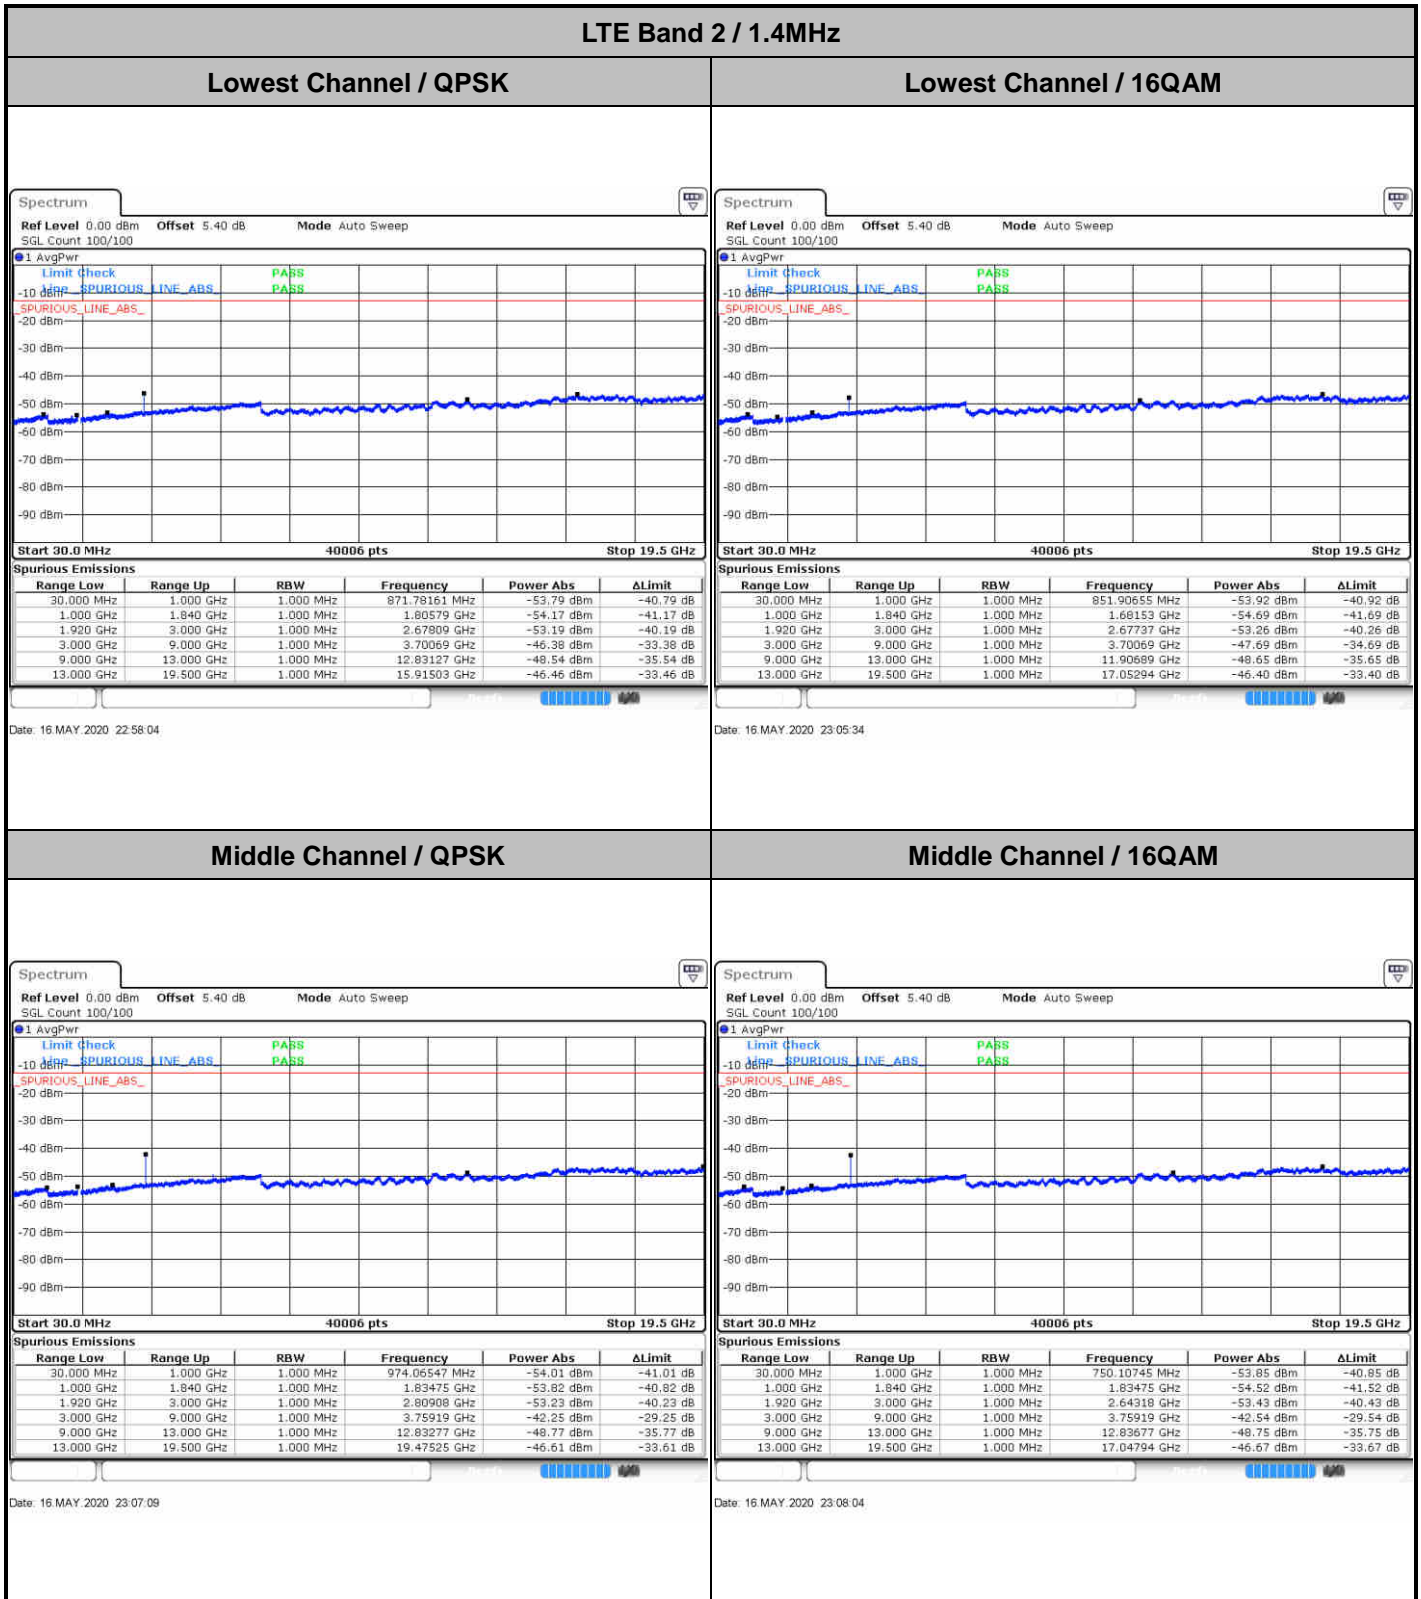 LTE Band 2 / 1.4MHz
Lowest Channel / QPSK
Lowest Channel / 16QAM
Spectrum
Ref Level 0.00 dBm Offset 5.40 dB Mode Auto Sweep
SGL Count 100/100
1 AvgPwr
Limit Check PASS
Line _SPURIOUS_LINE_ABS_ PASS
-10 dBm
_SPURIOUS_LINE_ABS_
-20 dBm
-30 dBm
-40 dBm
-50 dBm
-60 dBm
-70 dBm
-80 dBm
-90 dBm
Start 30.0 MHz 40006 pts Stop 19.5 GHz
Spurious Emissions
Range Low Range Up RBW Frequency Power Abs ΔLimit
30.000 MHz 1.000 GHz 1.000 MHz 871.78161 MHz -53.79 dBm -40.79 dB
1.000 GHz 1.840 GHz 1.000 MHz 1.80579 GHz -54.17 dBm -41.17 dB
1.920 GHz 3.000 GHz 1.000 MHz 2.67809 GHz -53.19 dBm -40.19 dB
3.000 GHz 9.000 GHz 1.000 MHz 3.70069 GHz -46.38 dBm -33.38 dB
9.000 GHz 13.000 GHz 1.000 MHz 12.83127 GHz -48.54 dBm -35.54 dB
13.000 GHz 19.500 GHz 1.000 MHz 15.91503 GHz -46.46 dBm -33.46 dB
Date: 16.MAY.2020 22:58:04
Spectrum
Ref Level 0.00 dBm Offset 5.40 dB Mode Auto Sweep
SGL Count 100/100
1 AvgPwr
Limit Check PASS
Line _SPURIOUS_LINE_ABS_ PASS
-10 dBm
_SPURIOUS_LINE_ABS_
-20 dBm
-30 dBm
-40 dBm
-50 dBm
-60 dBm
-70 dBm
-80 dBm
-90 dBm
Start 30.0 MHz 40006 pts Stop 19.5 GHz
Spurious Emissions
Range Low Range Up RBW Frequency Power Abs ΔLimit
30.000 MHz 1.000 GHz 1.000 MHz 851.90655 MHz -53.92 dBm -40.92 dB
1.000 GHz 1.840 GHz 1.000 MHz 1.68153 GHz -54.69 dBm -41.69 dB
1.920 GHz 3.000 GHz 1.000 MHz 2.67737 GHz -53.26 dBm -40.26 dB
3.000 GHz 9.000 GHz 1.000 MHz 3.70069 GHz -47.69 dBm -34.69 dB
9.000 GHz 13.000 GHz 1.000 MHz 11.90689 GHz -48.65 dBm -35.65 dB
13.000 GHz 19.500 GHz 1.000 MHz 17.05294 GHz -46.40 dBm -33.40 dB
Date: 16.MAY.2020 23:05:34
Middle Channel / QPSK
Middle Channel / 16QAM
Spectrum
Ref Level 0.00 dBm Offset 5.40 dB Mode Auto Sweep
SGL Count 100/100
1 AvgPwr
Limit Check PASS
Line _SPURIOUS_LINE_ABS_ PASS
-10 dBm
_SPURIOUS_LINE_ABS_
-20 dBm
-30 dBm
-40 dBm
-50 dBm
-60 dBm
-70 dBm
-80 dBm
-90 dBm
Start 30.0 MHz 40006 pts Stop 19.5 GHz
Spurious Emissions
Range Low Range Up RBW Frequency Power Abs ΔLimit
30.000 MHz 1.000 GHz 1.000 MHz 974.06547 MHz -54.01 dBm -41.01 dB
1.000 GHz 1.840 GHz 1.000 MHz 1.83475 GHz -53.82 dBm -40.82 dB
1.920 GHz 3.000 GHz 1.000 MHz 2.80908 GHz -53.23 dBm -40.23 dB
3.000 GHz 9.000 GHz 1.000 MHz 3.75919 GHz -42.25 dBm -29.25 dB
9.000 GHz 13.000 GHz 1.000 MHz 12.83277 GHz -48.77 dBm -35.77 dB
13.000 GHz 19.500 GHz 1.000 MHz 19.47525 GHz -46.61 dBm -33.61 dB
Date: 16.MAY.2020 23:07:09
Spectrum
Ref Level 0.00 dBm Offset 5.40 dB Mode Auto Sweep
SGL Count 100/100
1 AvgPwr
Limit Check PASS
Line _SPURIOUS_LINE_ABS_ PASS
-10 dBm
_SPURIOUS_LINE_ABS_
-20 dBm
-30 dBm
-40 dBm
-50 dBm
-60 dBm
-70 dBm
-80 dBm
-90 dBm
Start 30.0 MHz 40006 pts Stop 19.5 GHz
Spurious Emissions
Range Low Range Up RBW Frequency Power Abs ΔLimit
30.000 MHz 1.000 GHz 1.000 MHz 750.10745 MHz -53.85 dBm -40.85 dB
1.000 GHz 1.840 GHz 1.000 MHz 1.83475 GHz -54.52 dBm -41.52 dB
1.920 GHz 3.000 GHz 1.000 MHz 2.64318 GHz -53.43 dBm -40.43 dB
3.000 GHz 9.000 GHz 1.000 MHz 3.75919 GHz -42.54 dBm -29.54 dB
9.000 GHz 13.000 GHz 1.000 MHz 12.83677 GHz -48.75 dBm -35.75 dB
13.000 GHz 19.500 GHz 1.000 MHz 17.04794 GHz -46.67 dBm -33.67 dB
Date: 16.MAY.2020 23:08:04